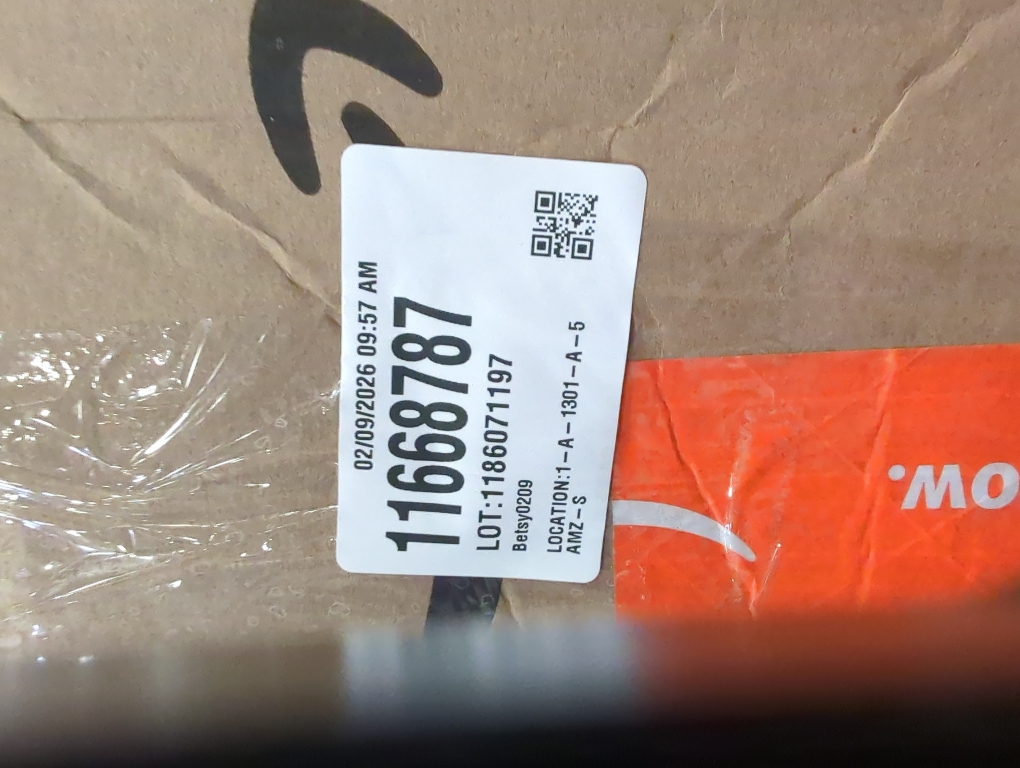 02/09/2026 09:57 AM
11668787
LOT:1186071197
Betsy0209
LOCATION:1-A-1301-A-5
AMZ-S
ow.